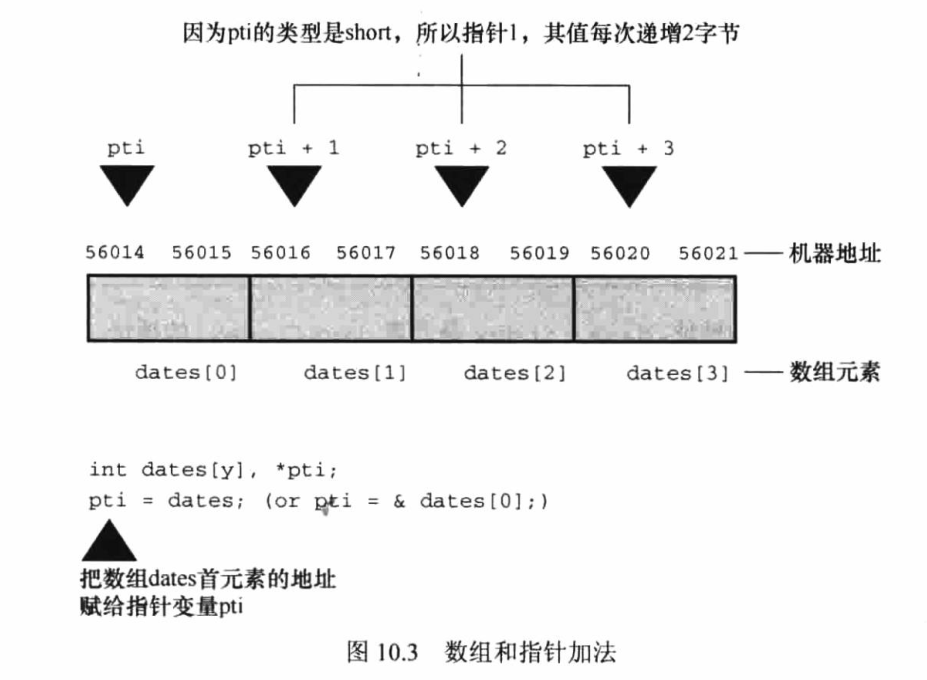 因为pti的类型是short，所以指针1，其值每次递增2字节
pti pti + 1 pti + 2 pti + 3
56014 56015 56016 56017 56018 56019 56020 56021 机器地址
dates[0] dates[1] dates[2] dates[3] 数组元素
int dates[y], *pti;
pti = dates; (or pti = & dates[0];)
把数组dates首元素的地址
赋给指针变量pti
图 10.3 数组和指针加法